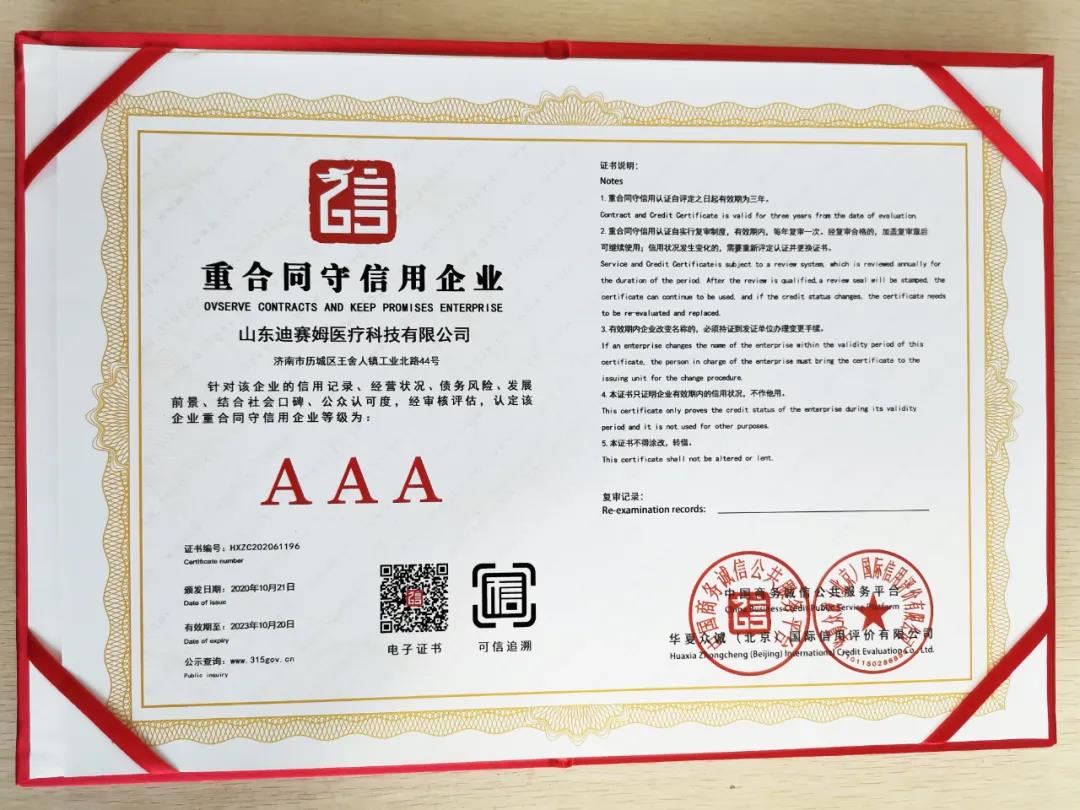 信
重合同守信用企业
OVSERVE CONTRACTS AND KEEP PROMISES ENTERPRISE
山东迪赛姆医疗科技有限公司
济南市历城区王舍人镇工业北路44号
针对该企业的信用记录、经营状况、债务风险、发展
前景、结合社会口碑、公众认可度，经审核评估，认定该
企业重合同守信用企业等级为：
AAA
证书编号：HXZC202061196
Certificate number
颁发日期：2020年10月21日
Date of issue
有效期至：2023年10月20日
Date of expiry
公示查询：www.315gov.cn
Public inquiry
电子证书
信
可信追溯
证书说明：
Notes
1.重合同守信用认证自评定之日起有效期为三年。
Contract and Credit Certificate is valid for three years from the date of evaluation.
2.重合同守信用认证自实行复审制度，有效期内，每年复审一次。经复审合格的，加盖复审章后
可继续使用；信用状况发生变化的，需要重新评定认证并更换证书。
Service and Credit Certificateis subject to a review system, which is reviewed annually for
the duration of the period. After the review is qualified,a review seal will be stamped, the
certificate can continue to be used, and if the credit status changes, the certificate needs
to be re-evaluated and replaced.
3.有效期内企业改变名称的，必须持证到发证单位办理变更手续。
If an enterprise changes the name of the enterprise within the validity period of this
certificate, the person in charge of the enterprise must bring the certificate to the
issuing unit for the change procedure.
4.本证书只证明企业有效期内的信用状况，不作他用。
This certificate only proves the credit status of the enterprise during its validity
period and it is not used for other purposes.
5.本证书不得涂改，转借。
This certificate shall not be altered or lent.
复审记录：
Re-examination records:
中国商务诚信公共服务平台
China Business Credit Public Service Platform
华夏众诚（北京）国际信用评价有限公司
Huaxia Zhongcheng (Beijing) International Credit Evaluation Co., Ltd.